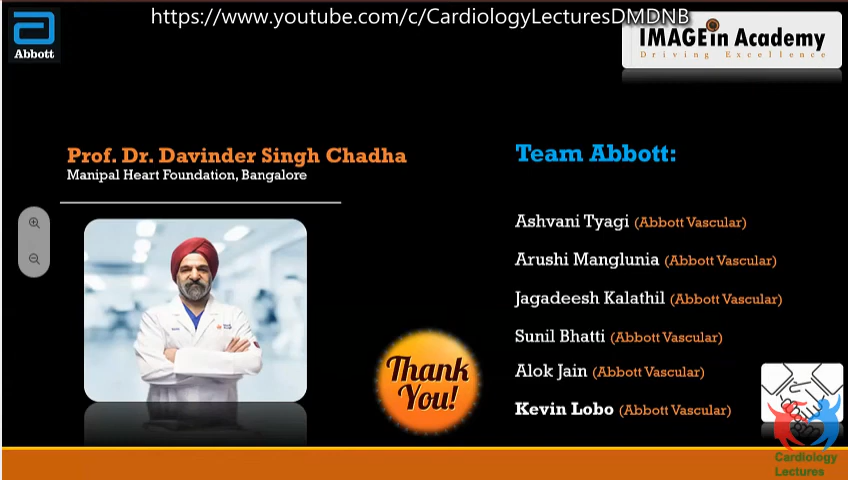 https://www.youtube.com/c/CardiologyLecturesDMDNB
Abbott
IMAGEin Academy
Driving Excellence
Prof. Dr. Davinder Singh Chadha
Manipal Heart Foundation, Bangalore
Thank
You!
Team Abbott:
Ashvani Tyagi (Abbott Vascular)
Arushi Manglunia (Abbott Vascular)
Jagadeesh Kalathil (Abbott Vascular)
Sunil Bhatti (Abbott Vascular)
Alok Jain (Abbott Vascular)
Kevin Lobo (Abbott Vascular)
Cardiology
Lectures